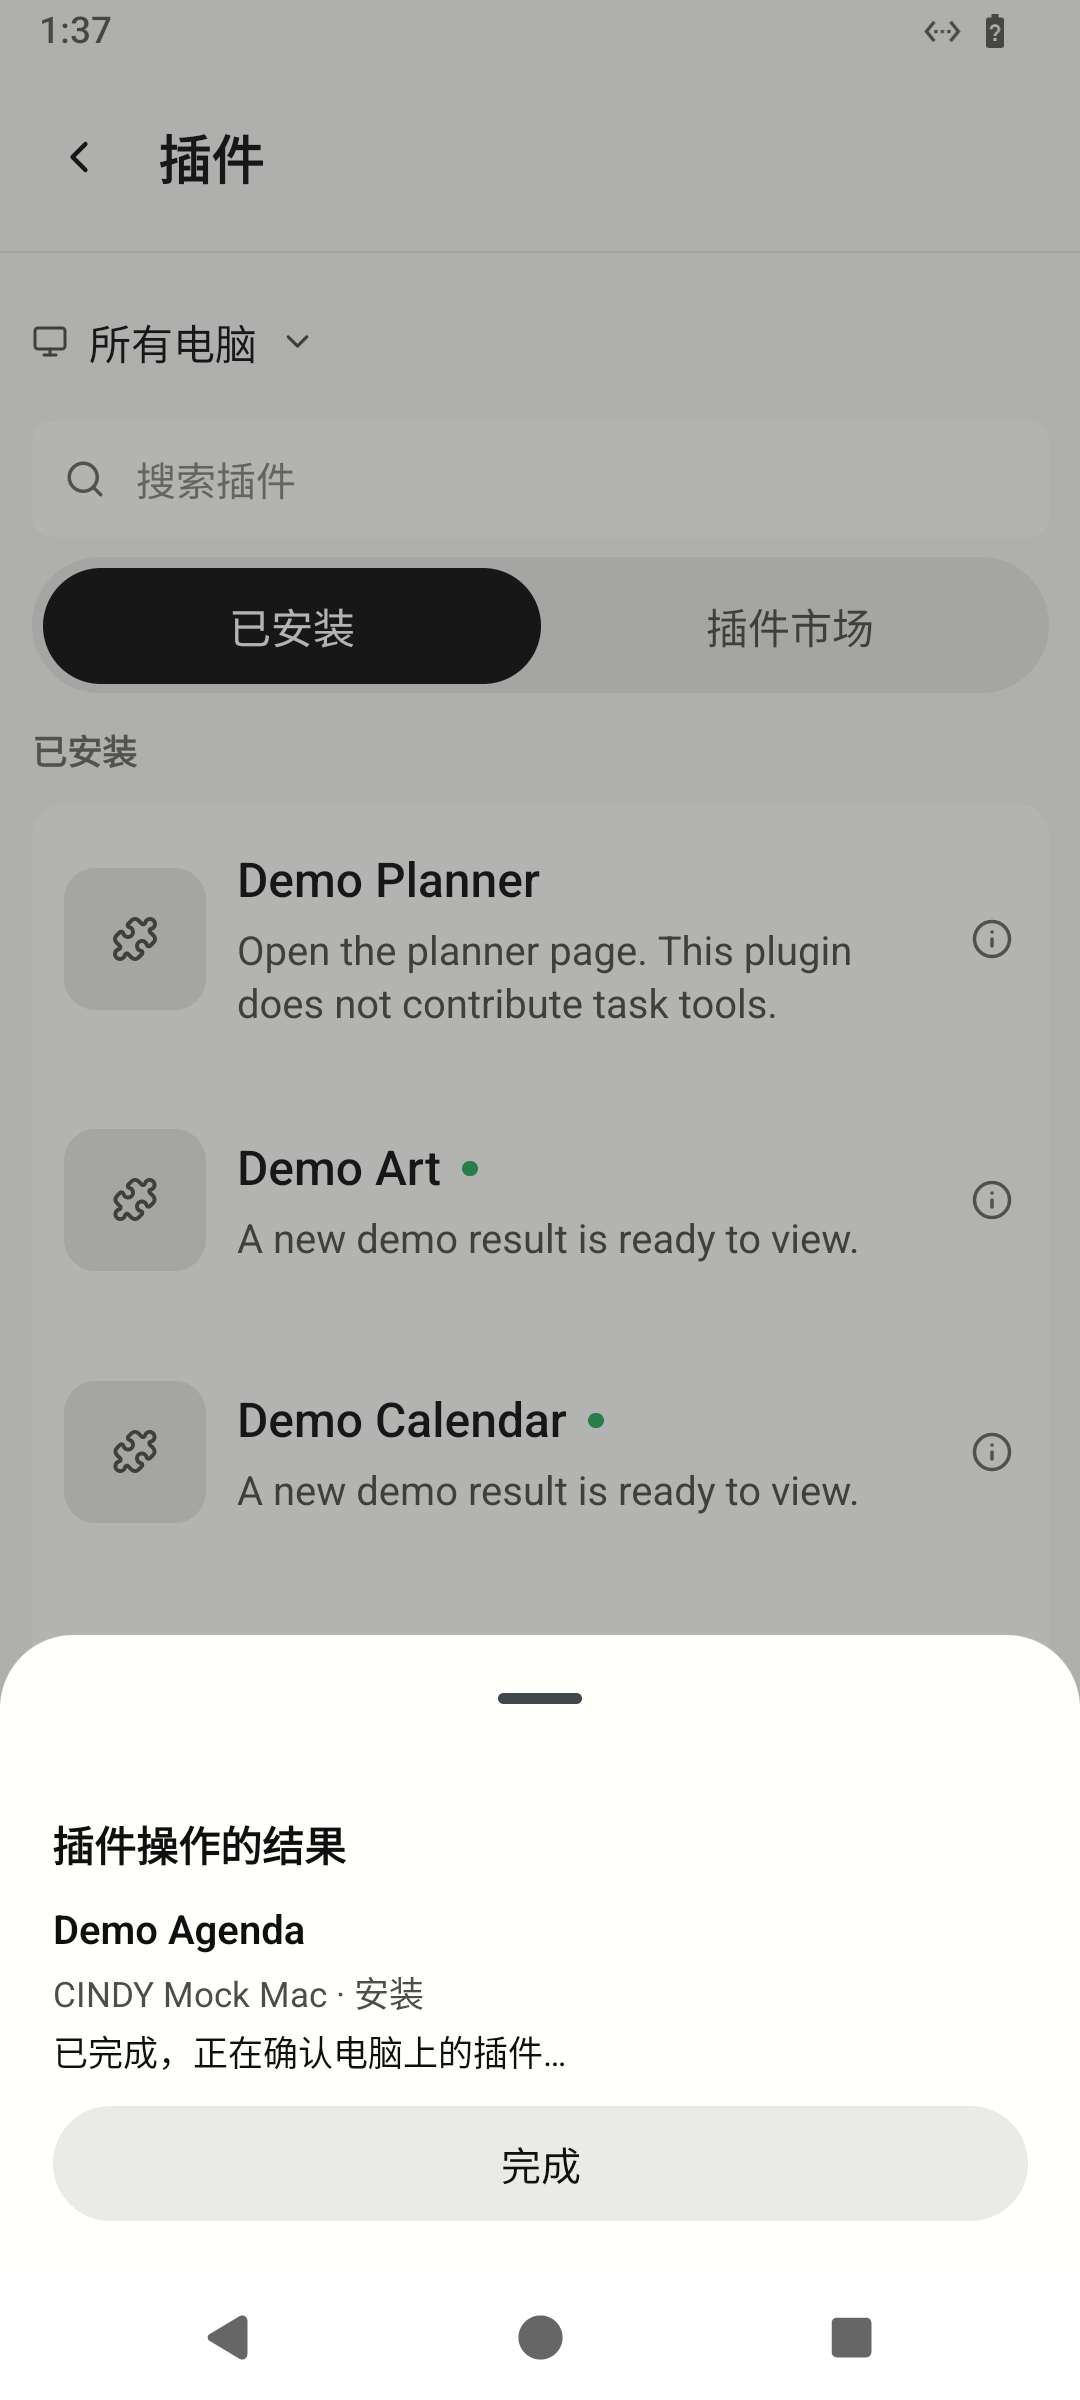 1:37
插件
所有电脑
搜索插件
已安装
插件市场
已安装
Demo Planner
Open the planner page. This plugin
does not contribute task tools.
Demo Art
A new demo result is ready to view.
Demo Calendar
A new demo result is ready to view.
插件操作的结果
Demo Agenda
CINDY Mock Mac · 安装
已完成，正在确认电脑上的插件...
完成